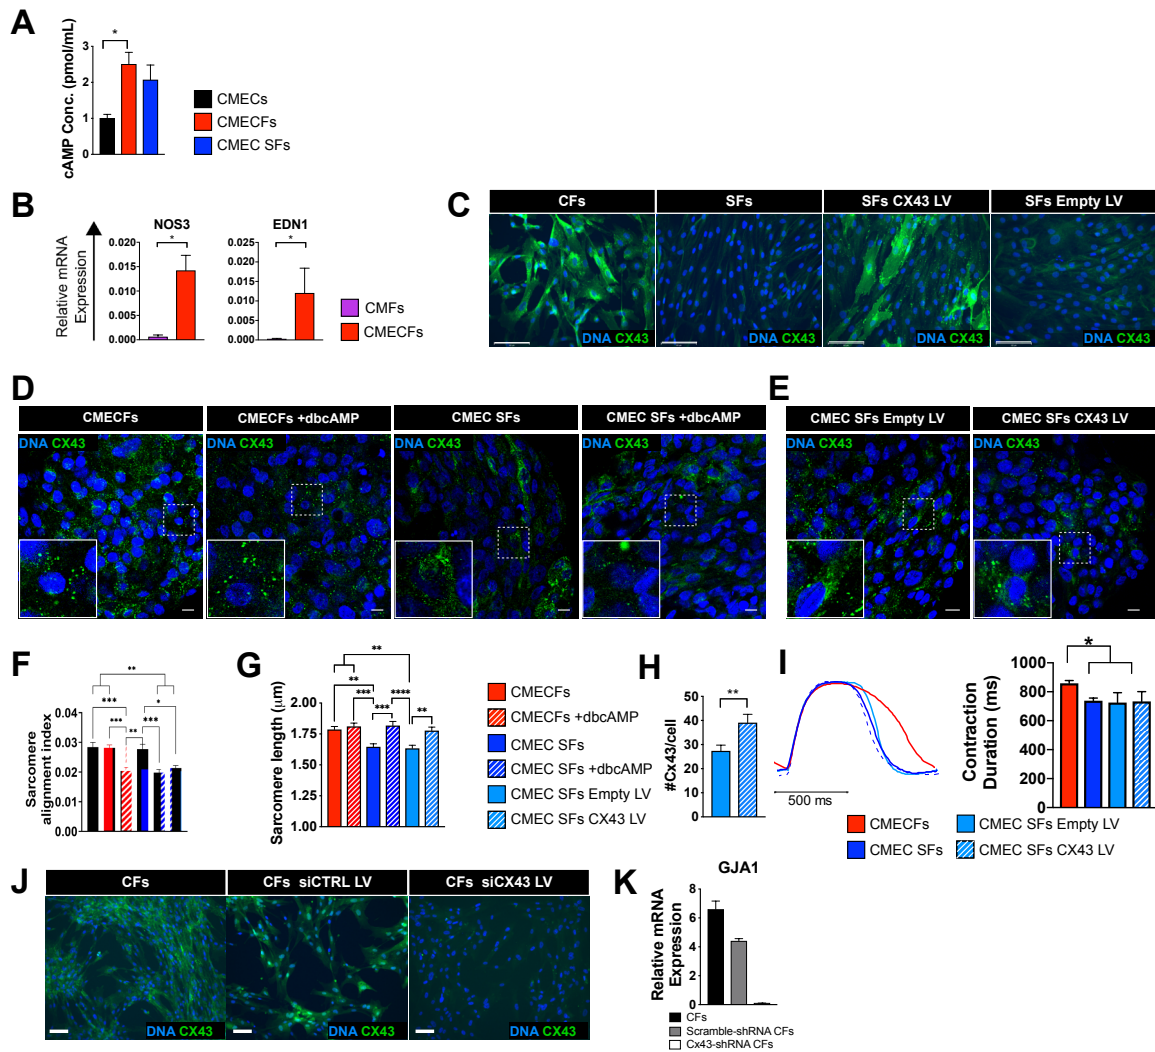 A
cAMP Conc. (pmol/mL)
3
2
1
0
*
CMECs
CMECFs
CMEC SFs
B
Relative mRNA
Expression
NOS3
0.020
0.015
0.010
0.005
0.000
*
EDN1
0.025
0.020
0.015
0.010
0.005
0.000
*
CMFs
CMECFs
C
CFs
SFs
SFs CX43 LV
SFs Empty LV
DNA CX43
DNA CX43
DNA CX43
DNA CX43
D
CMECFs
CMECFs +dbcAMP
CMEC SFs
CMEC SFs +dbcAMP
DNA CX43
DNA CX43
DNA CX43
DNA CX43
E
CMEC SFs Empty LV
CMEC SFs CX43 LV
DNA CX43
DNA CX43
F
Sarcomere
alignment index
0.04
0.03
0.02
0.01
0.00
**
***
*
***
***
**
G
Sarcomere length (μm)
2.00
1.75
1.50
1.25
1.00
**
**
***
****
***
**
CMECFs
CMECFs +dbcAMP
CMEC SFs
CMEC SFs +dbcAMP
CMEC SFs Empty LV
CMEC SFs CX43 LV
H
#Cx43/cell
50
40
30
20
10
0
**
I
500 ms
Contraction
Duration (ms)
1000
800
600
400
200
0
*
CMECFs
CMEC SFs Empty LV
CMEC SFs
CMEC SFs CX43 LV
J
CFs
CFs siCTRL LV
CFs siCX43 LV
DNA CX43
DNA CX43
DNA CX43
K
GJA1
Relative mRNA
Expression
8
6
4
2
0
CFs
Scramble-shRNA CFs
Cx43-shRNA CFs